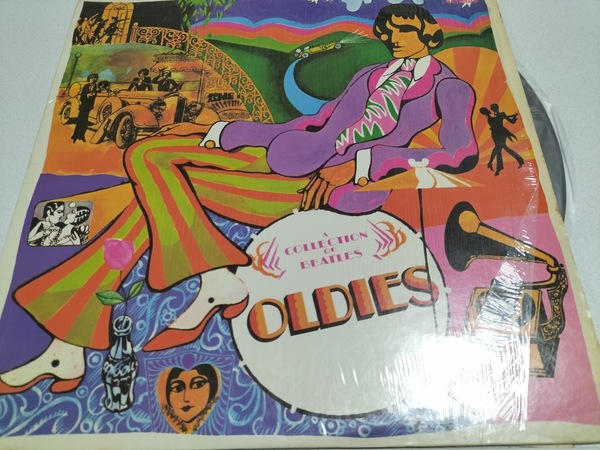 A
COLLECTION
OF
BEATLES
OLDIES